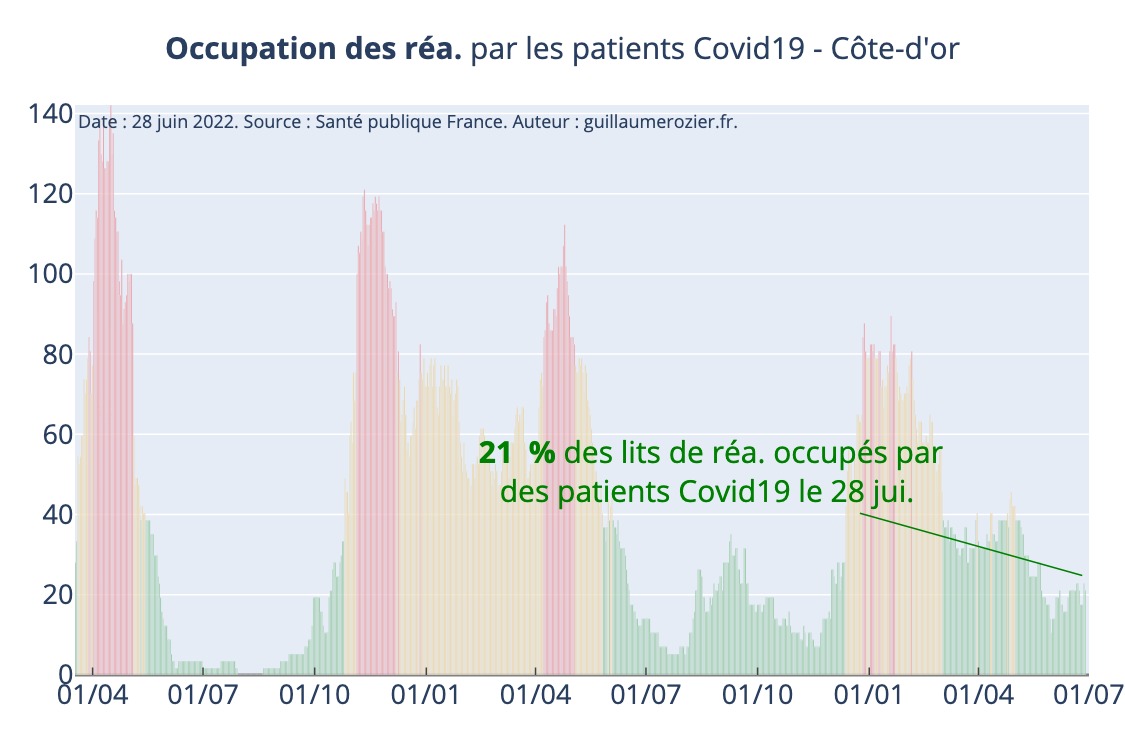 Occupation des réa. par les patients Covid19 - Côte-d'or
140
Date : 28 juin 2022. Source : Santé publique France. Auteur : guillaumerozier.fr.
120
100
80
60
21 % des lits de réa. occupés par
des patients Covid19 le 28 jui.
40
20
0
01/04 01/07 01/10 01/01 01/04 01/07 01/10 01/01 01/04 01/07